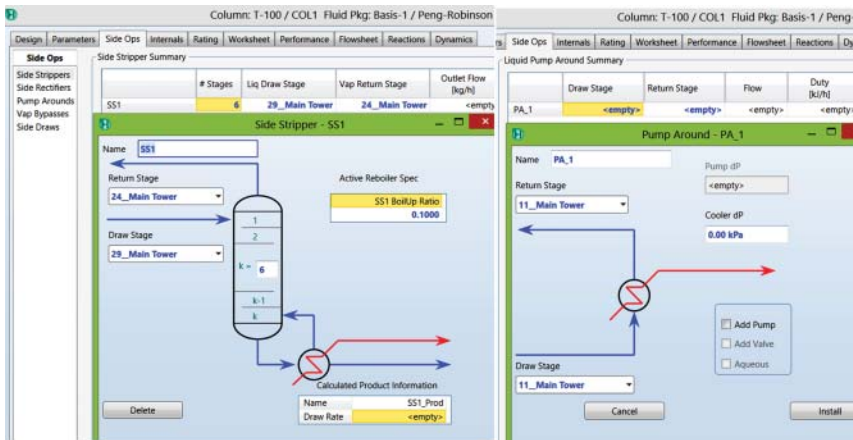 Column: T-100 / COL1 Fluid Pkg: Basis-1 / Peng-Robinson
Design Parameters Side Ops Internals Rating Worksheet Performance Flowsheet Reactions Dynamics
Side Ops
Side Strippers
Side Rectifiers
Pump Arounds
Vap Bypasses
Side Draws
Side Stripper Summary
# Stages Liq Draw Stage Vap Return Stage Outlet Flow [kg/h]
SS1 6 29__Main Tower 24__Main Tower <empty
Side Stripper - SS1
Name SS1
Return Stage
24__Main Tower
Draw Stage
29__Main Tower
1
2
k = 6
k-1
k
Active Reboiler Spec
SS1 BoilUp Ratio
0.1000
Calculated Product Information
Name SS1_Prod
Draw Rate <empty>
Delete
Column: T-100 / COL1 Fluid Pkg: Basis-1 / Peng-
rs Side Ops Internals Rating Worksheet Performance Flowsheet Reactions Dy
Liquid Pump Around Summary
Draw Stage Return Stage Flow Duty [kJ/h]
PA_1 <empty> <empty> <empty> <empty
Pump Around - PA_1
Name PA_1
Return Stage
11__Main Tower
Pump dP
<empty>
Cooler dP
0.00 kPa
Add Pump
Add Valve
Aqueous
Draw Stage
11__Main Tower
Cancel
Install